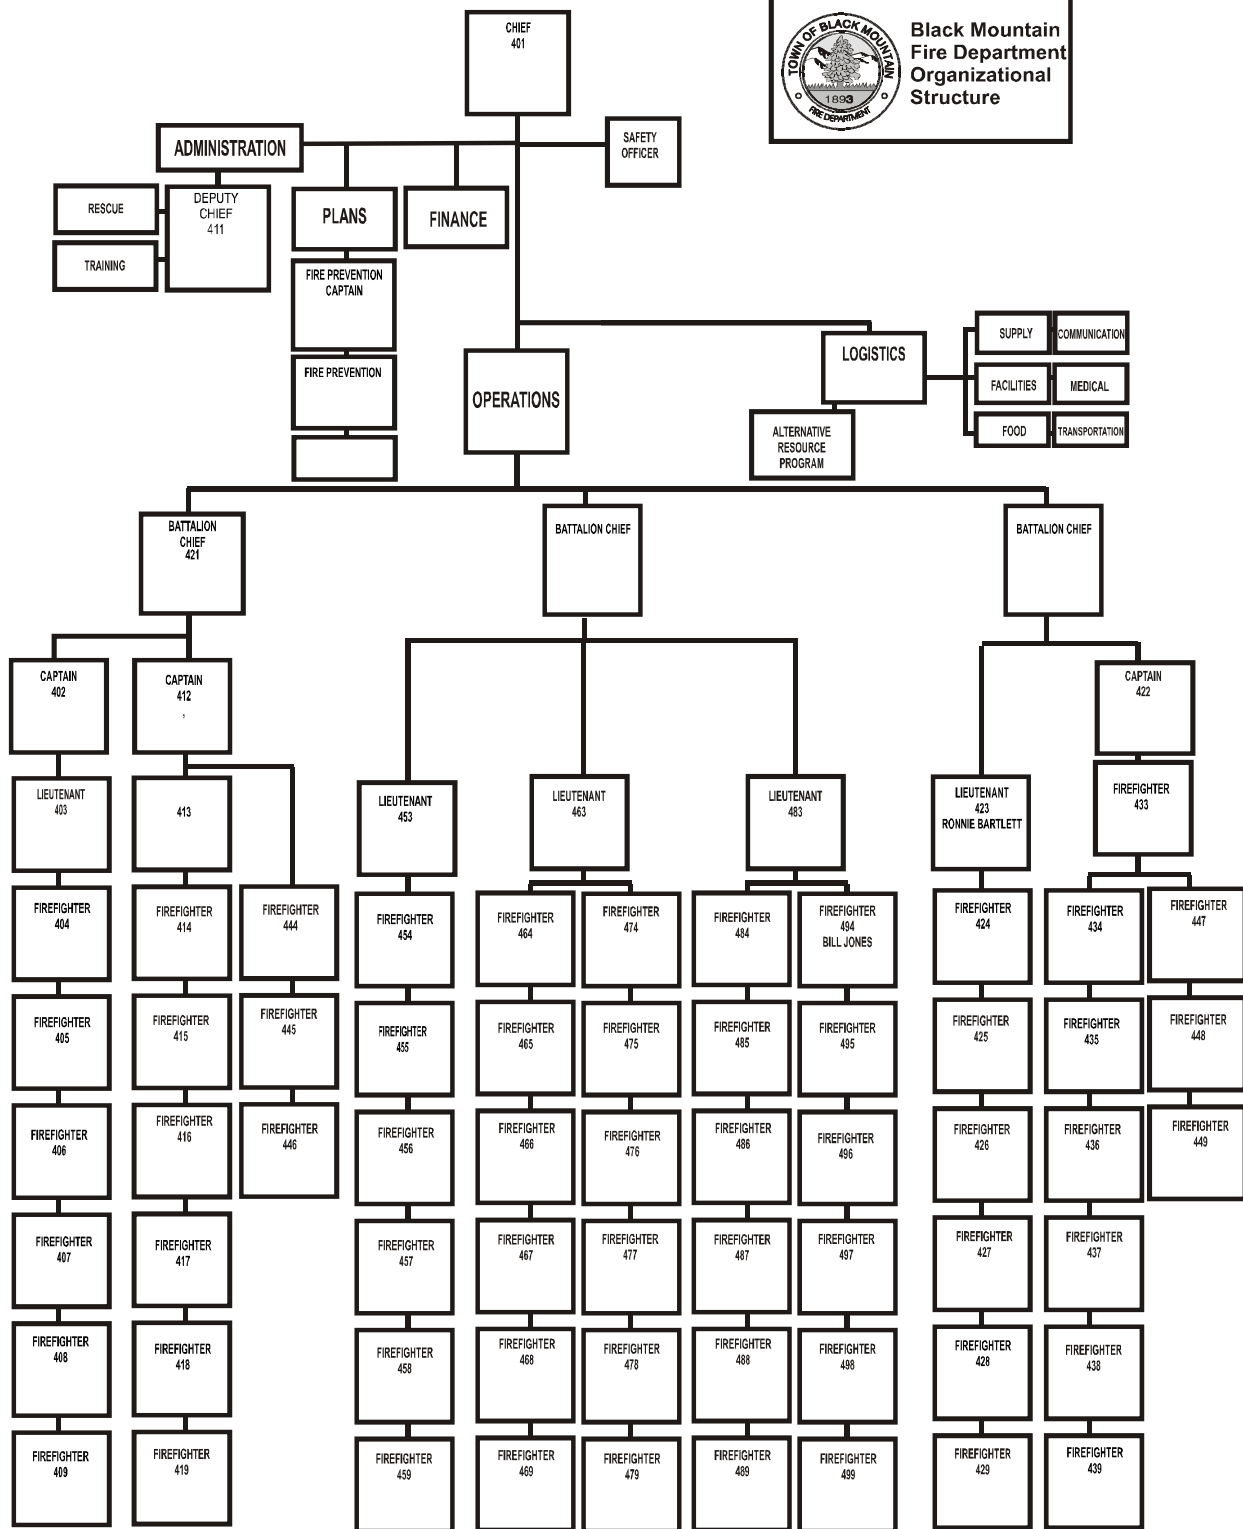 CHIEF
401
TOWN OF BLACK MOUNTAIN
1893
FIRE DEPARTMENT
Black Mountain
Fire Department
Organizational
Structure
ADMINISTRATION
SAFETY
OFFICER
RESCUE
TRAINING
DEPUTY
CHIEF
411
PLANS
FINANCE
FIRE PREVENTION
CAPTAIN
FIRE PREVENTION
OPERATIONS
LOGISTICS
SUPPLY
COMMUNICATION
FACILITIES
MEDICAL
FOOD
TRANSPORTATION
ALTERNATIVE
RESOURCE
PROGRAM
BATTALION
CHIEF
421
BATTALION CHIEF
BATTALION CHIEF
CAPTAIN
402
CAPTAIN
412
,
CAPTAIN
422
LIEUTENANT
403
413
LIEUTENANT
453
LIEUTENANT
463
LIEUTENANT
483
LIEUTENANT
423
RONNIE BARTLETT
FIREFIGHTER
433
FIREFIGHTER
404
FIREFIGHTER
414
FIREFIGHTER
444
FIREFIGHTER
454
FIREFIGHTER
464
FIREFIGHTER
474
FIREFIGHTER
484
FIREFIGHTER
494
BILL JONES
FIREFIGHTER
424
FIREFIGHTER
434
FIREFIGHTER
447
FIREFIGHTER
405
FIREFIGHTER
415
FIREFIGHTER
445
FIREFIGHTER
455
FIREFIGHTER
465
FIREFIGHTER
475
FIREFIGHTER
485
FIREFIGHTER
495
FIREFIGHTER
425
FIREFIGHTER
435
FIREFIGHTER
448
FIREFIGHTER
406
FIREFIGHTER
416
FIREFIGHTER
446
FIREFIGHTER
456
FIREFIGHTER
466
FIREFIGHTER
476
FIREFIGHTER
486
FIREFIGHTER
496
FIREFIGHTER
426
FIREFIGHTER
436
FIREFIGHTER
449
FIREFIGHTER
407
FIREFIGHTER
417
FIREFIGHTER
457
FIREFIGHTER
467
FIREFIGHTER
477
FIREFIGHTER
487
FIREFIGHTER
497
FIREFIGHTER
427
FIREFIGHTER
437
FIREFIGHTER
408
FIREFIGHTER
418
FIREFIGHTER
458
FIREFIGHTER
468
FIREFIGHTER
478
FIREFIGHTER
488
FIREFIGHTER
498
FIREFIGHTER
428
FIREFIGHTER
438
FIREFIGHTER
409
FIREFIGHTER
419
FIREFIGHTER
459
FIREFIGHTER
469
FIREFIGHTER
479
FIREFIGHTER
489
FIREFIGHTER
499
FIREFIGHTER
429
FIREFIGHTER
439